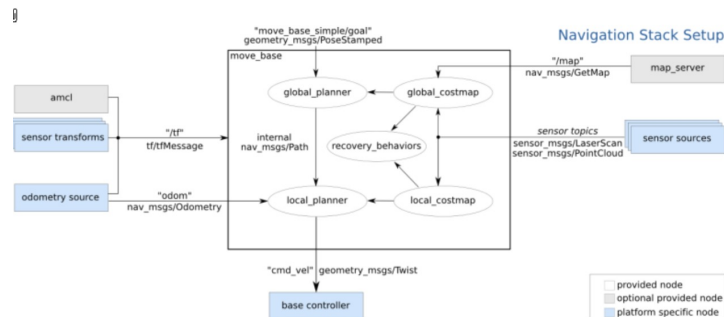 "move_base_simple/goal"
geometry_msgs/PoseStamped
Navigation Stack Setup
move_base
"/map"
nav_msgs/GetMap
map_server
global_planner
global_costmap
amcl
sensor transforms
"/tf"
tf/tfMessage
internal
nav_msgs/Path
recovery_behaviors
sensor topics
sensor_msgs/LaserScan
sensor_msgs/PointCloud
sensor sources
odometry source
"odom"
nav_msgs/Odometry
local_planner
local_costmap
"cmd_vel"
geometry_msgs/Twist
base controller
provided node
optional provided node
platform specific node